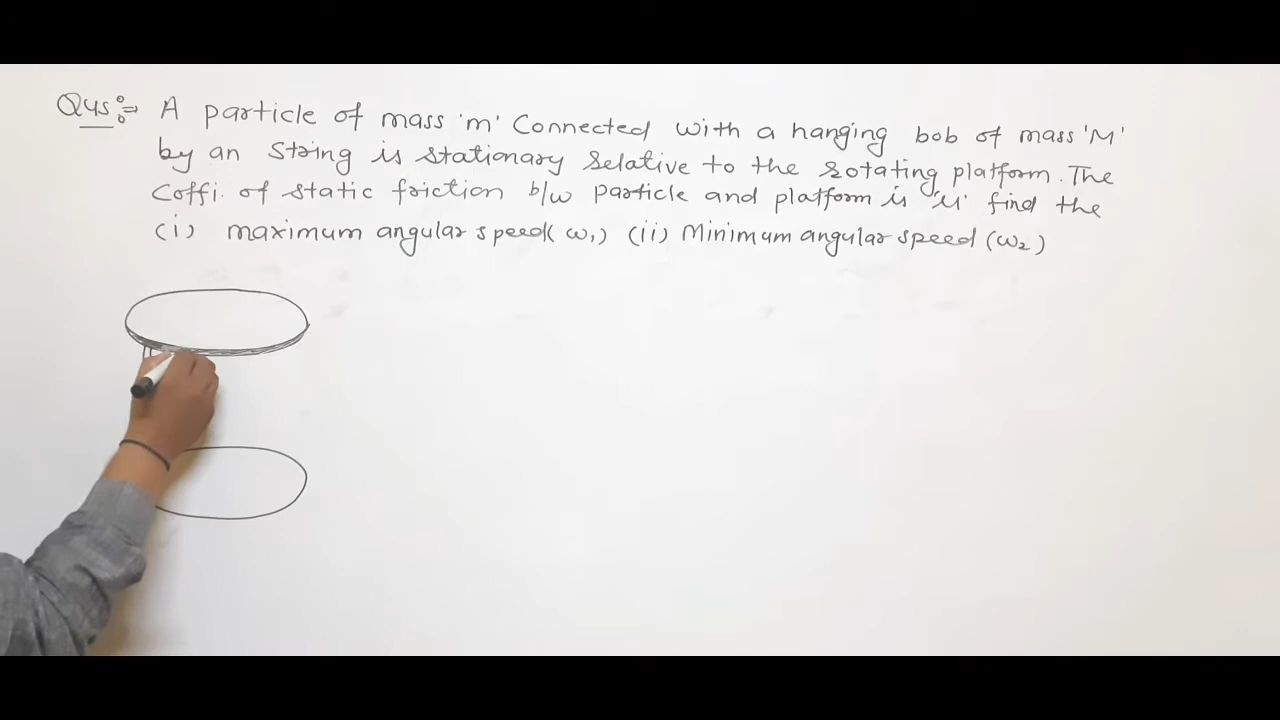 Qus:⇒ A particle of mass 'm' Connected with a hanging bob of mass 'M'
by an String is stationary relative to the rotating platform. The
Coffi. of static friction b/w Particle and platform is 'μ' find the
(i) maximum angular speed (ω₁) (ii) Minimum angular speed (ω₂)